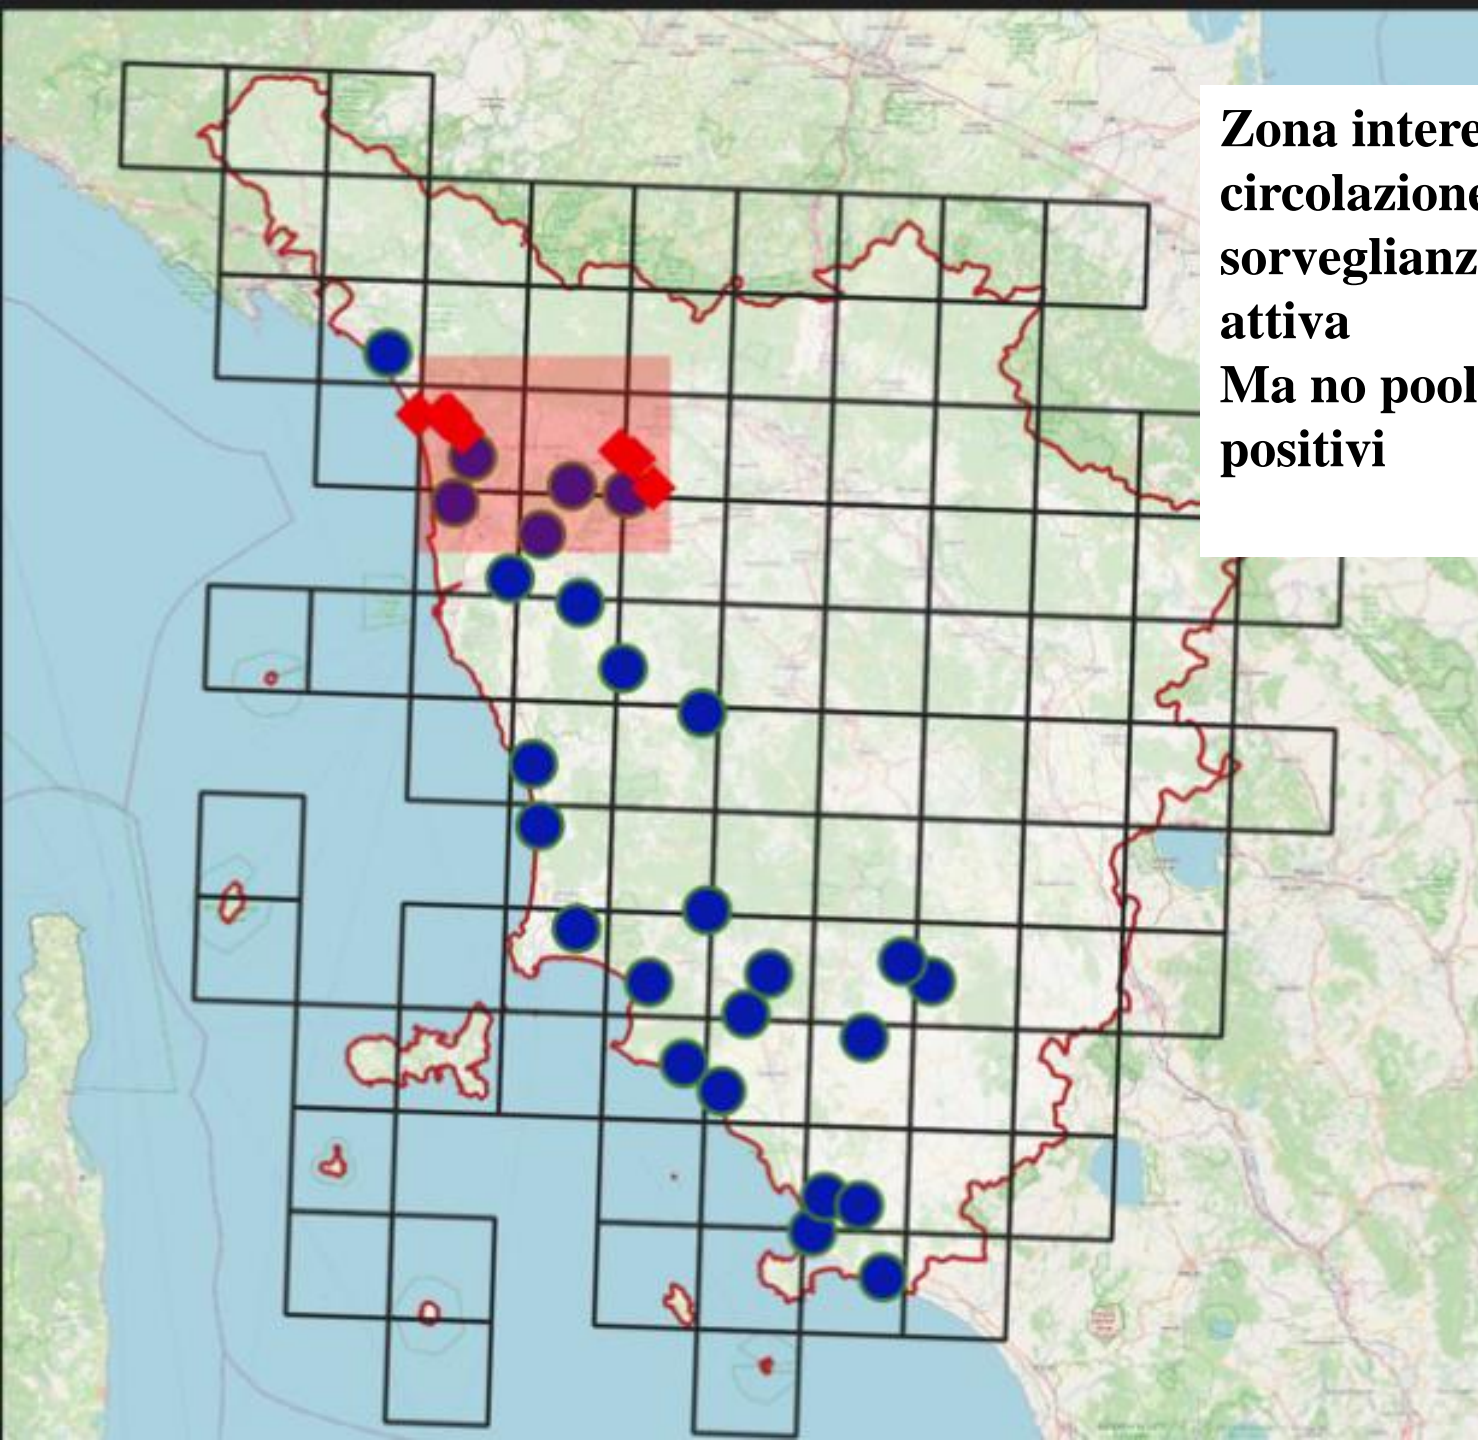 Zona intere
circolazione
sorveglianz
attiva
Ma no pool
positivi